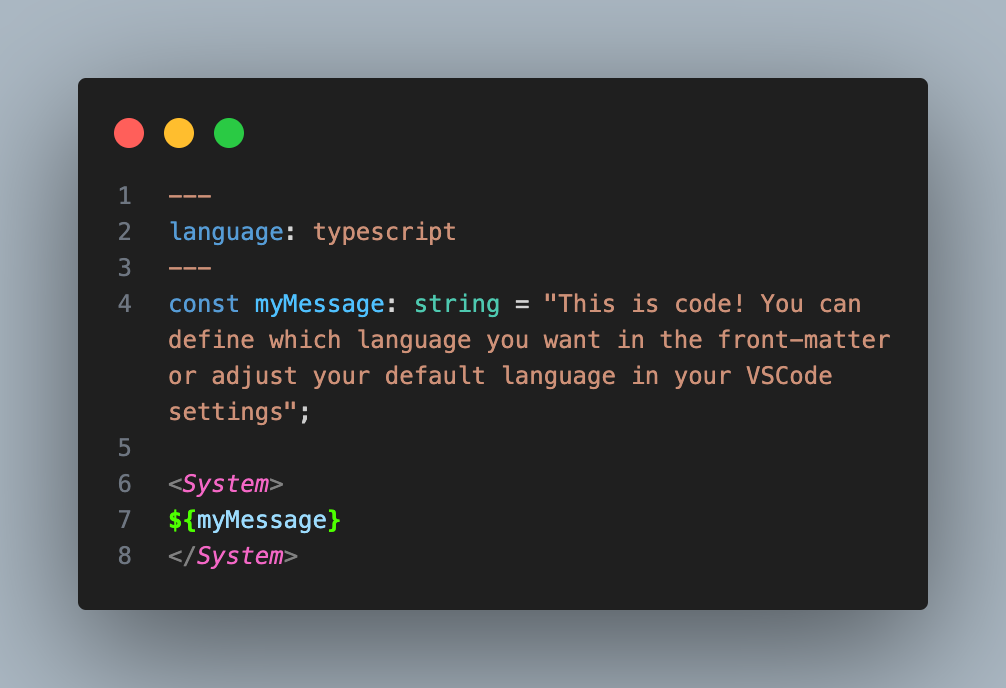 1 ---
2 language: typescript
3 ---
4 const myMessage: string = "This is code! You can
define which language you want in the front-matter
or adjust your default language in your VSCode
settings";
5
6 <System>
7 ${myMessage}
8 </System>